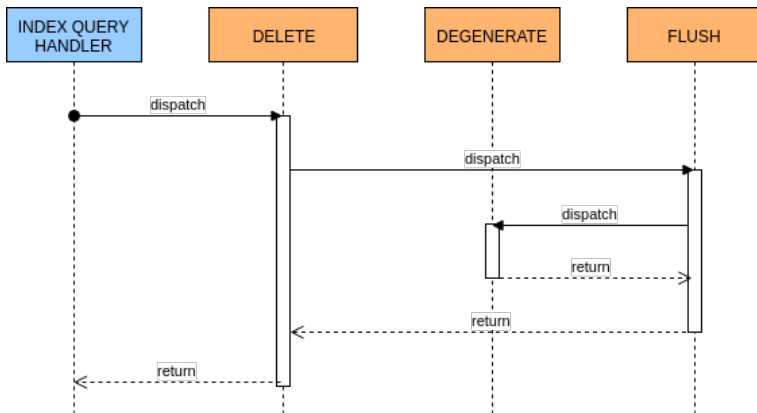 INDEX QUERY
HANDLER
DELETE
DEGENERATE
FLUSH
dispatch
dispatch
dispatch
return
return
return